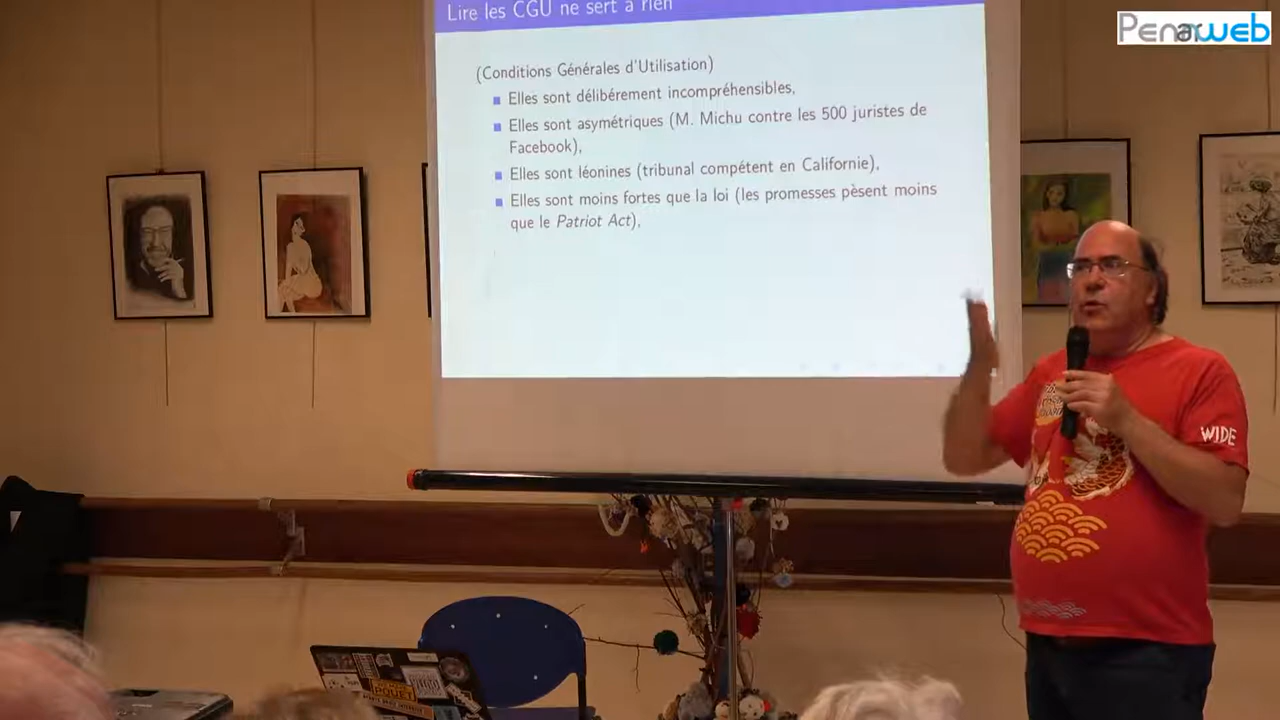 Lire les CGU ne sert à rien
Penarweb
(Conditions Générales d'Utilisation)
Elles sont délibérement incompréhensibles,
Elles sont asymétriques (M. Michu contre les 500 juristes de
Facebook),
Elles sont léonines (tribunal compétent en Californie),
Elles sont moins fortes que la loi (les promesses pèsent moins
que le Patriot Act),
WIDE
POUET